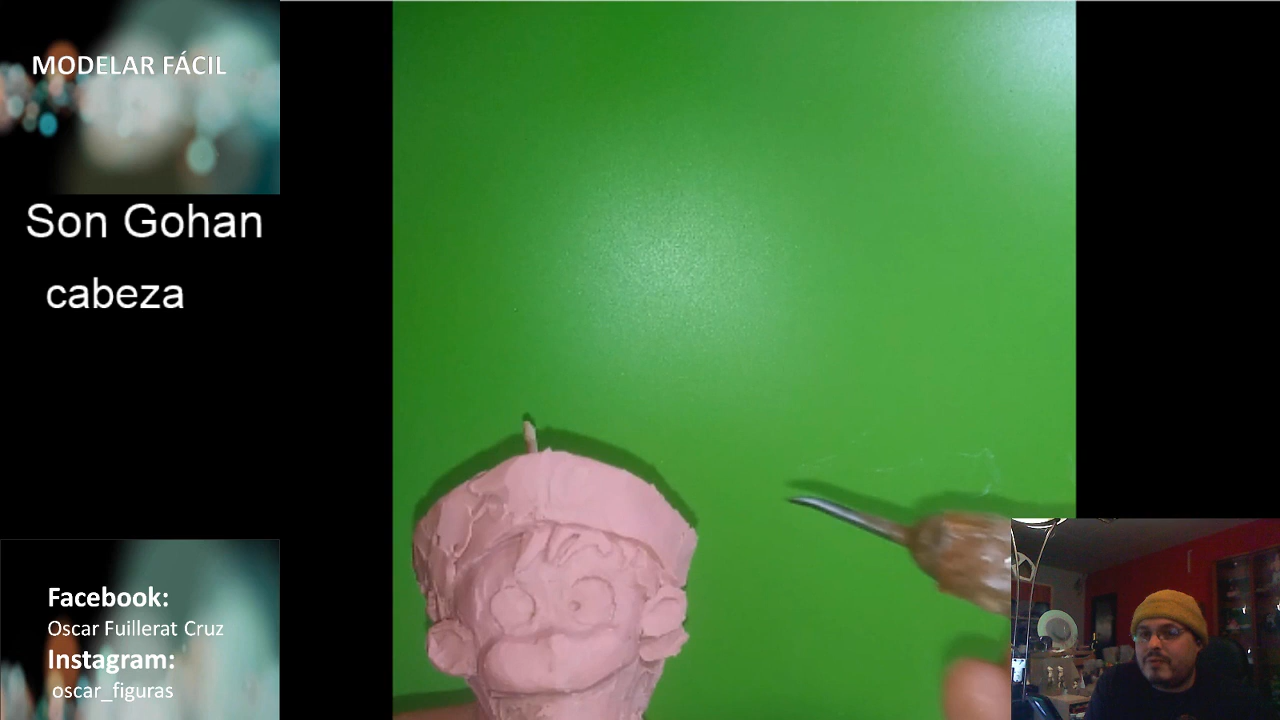 MODELAR FÁCIL
Son Gohan
cabeza
Facebook:
Oscar Fuillerat Cruz
Instagram:
oscar_figuras